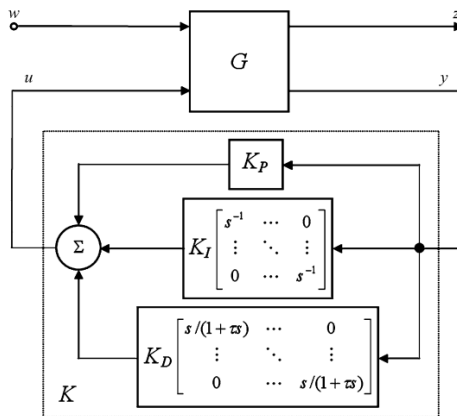 w z
G
u y
K_P
Σ
K_I [s^{-1} ⋯ 0
⋮ ⋱ ⋮
0 ⋯ s^{-1}]
K_D [s/(1+τs) ⋯ 0
⋮ ⋱ ⋮
0 ⋯ s/(1+τs)]
K